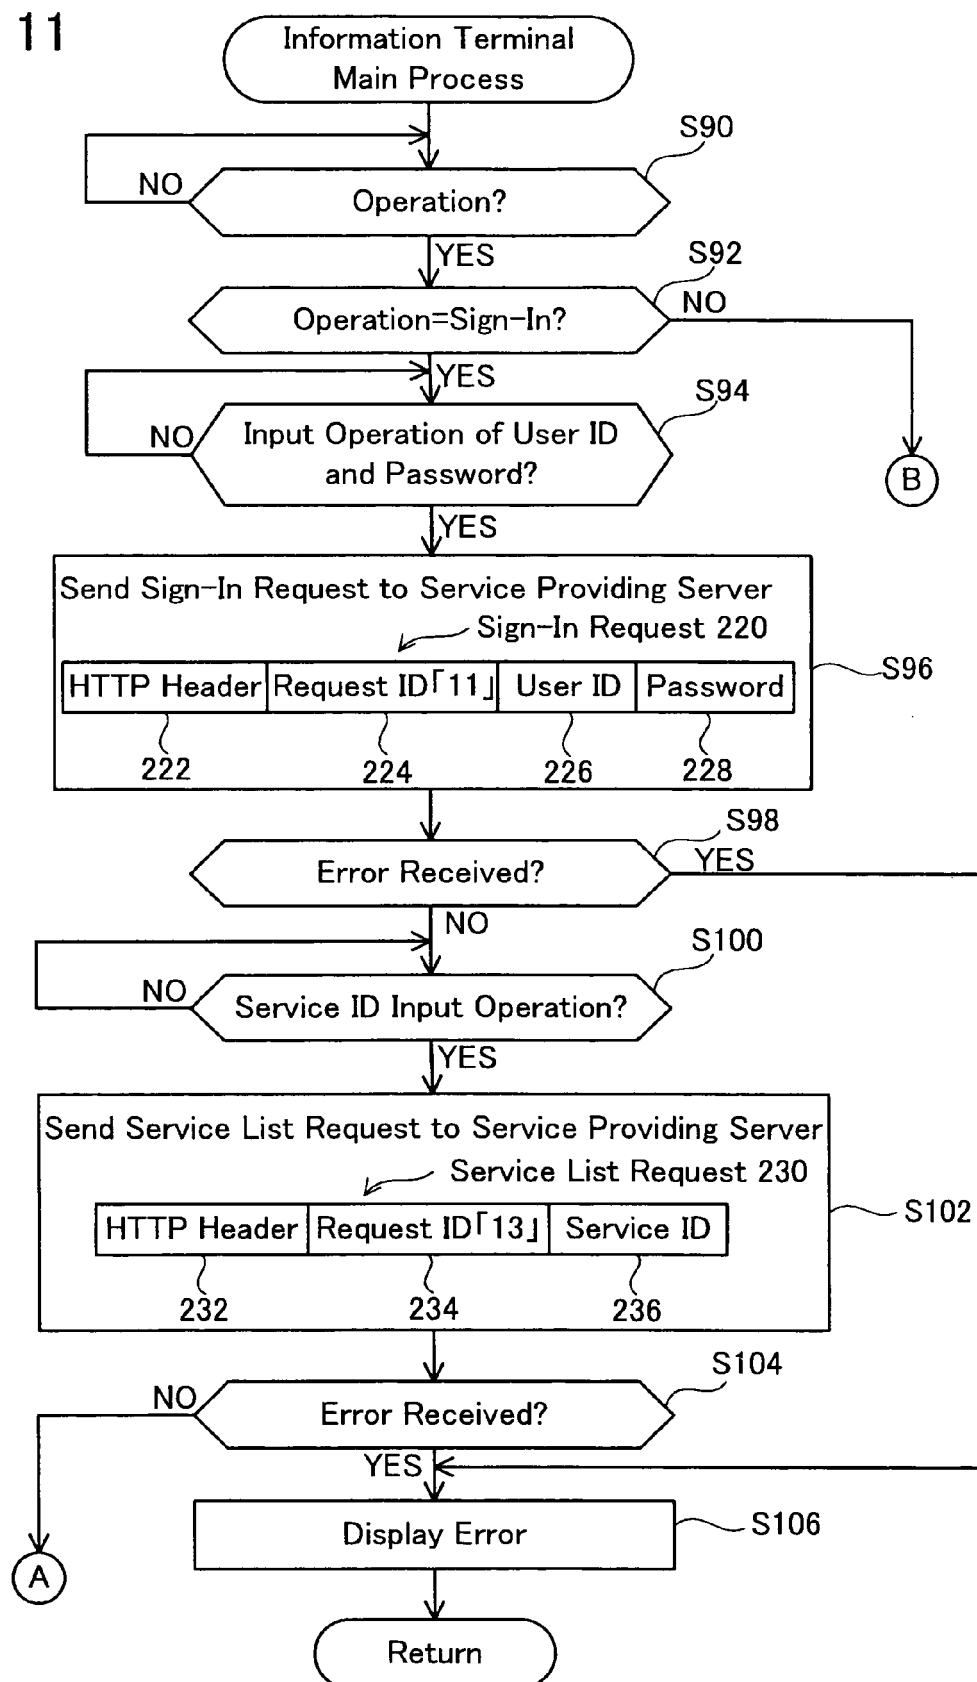 11
Information Terminal
Main Process
S90
NO
Operation?
YES
S92
Operation=Sign-In?
NO
YES
S94
NO
Input Operation of User ID
and Password?
B
YES
Send Sign-In Request to Service Providing Server
Sign-In Request 220
HTTP Header Request ID「11」 User ID Password
S96
222 224 226 228
S98
Error Received?
YES
NO
S100
NO
Service ID Input Operation?
YES
Send Service List Request to Service Providing Server
Service List Request 230
HTTP Header Request ID「13」 Service ID
S102
232 234 236
S104
NO
Error Received?
YES
Display Error
S106
A
Return